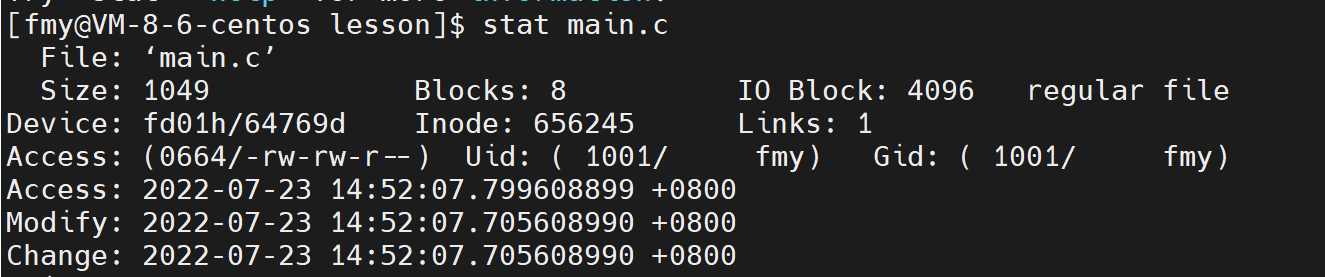 [fmy@VM-8-6-centos lesson]$ stat main.c
  File: ‘main.c’
  Size: 1049            Blocks: 8          IO Block: 4096   regular file
Device: fd01h/64769d    Inode: 656245      Links: 1
Access: (0664/-rw-rw-r--)  Uid: ( 1001/     fmy)   Gid: ( 1001/     fmy)
Access: 2022-07-23 14:52:07.799608899 +0800
Modify: 2022-07-23 14:52:07.705608990 +0800
Change: 2022-07-23 14:52:07.705608990 +0800